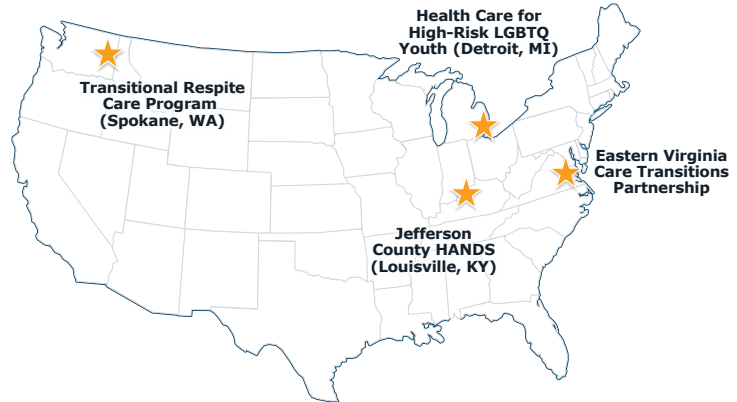 Health Care for
High-Risk LGBTQ
Youth (Detroit, MI)
Transitional Respite
Care Program
(Spokane, WA)
Eastern Virginia
Care Transitions
Partnership
Jefferson
County HANDS
(Louisville, KY)